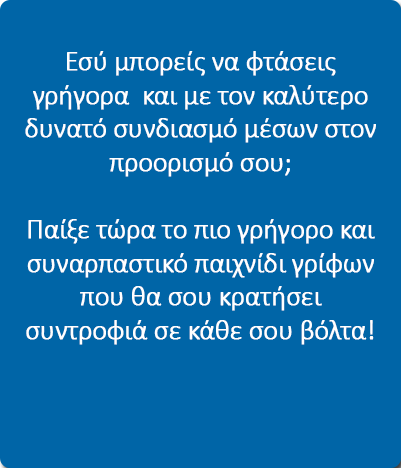 Εσύ μπορείς να φτάσεις
γρήγορα  και με τον καλύτερο
δυνατό συνδιασμό μέσων στον
προορισμό σου;
Παίξε τώρα το πιο γρήγορο και
συναρπαστικό παιχνίδι γρίφων
που θα σου κρατήσει
συντροφιά σε κάθε σου βόλτα!